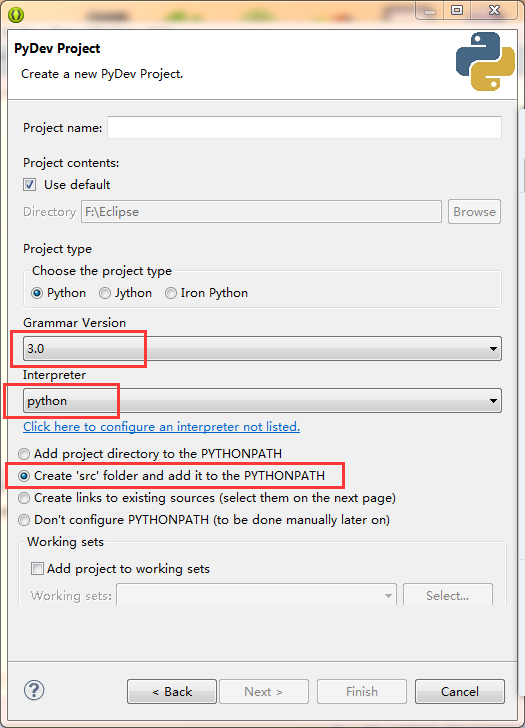 PyDev Project
Create a new PyDev Project.
Project name:
Project contents:
Use default
Directory F:\Eclipse Browse
Project type
Choose the project type
Python Jython Iron Python
Grammar Version
3.0
Interpreter
python
Click here to configure an interpreter not listed.
Add project directory to the PYTHONPATH
Create 'src' folder and add it to the PYTHONPATH
Create links to existing sources (select them on the next page)
Don't configure PYTHONPATH (to be done manually later on)
Working sets
Add project to working sets
Working sets: Select...
? < Back Next > Finish Cancel